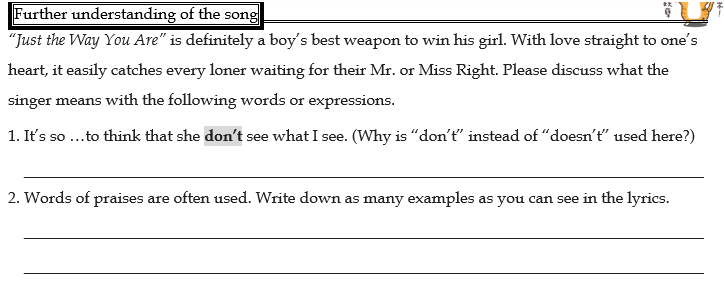 Further understanding of the song
"Just the Way You Are" is definitely a boy's best weapon to win his girl. With love straight to one's
heart, it easily catches every loner waiting for their Mr. or Miss Right. Please discuss what the
singer means with the following words or expressions.
1. It's so …to think that she don't see what I see. (Why is "don't" instead of "doesn't" used here?)
2. Words of praises are often used. Write down as many examples as you can see in the lyrics.